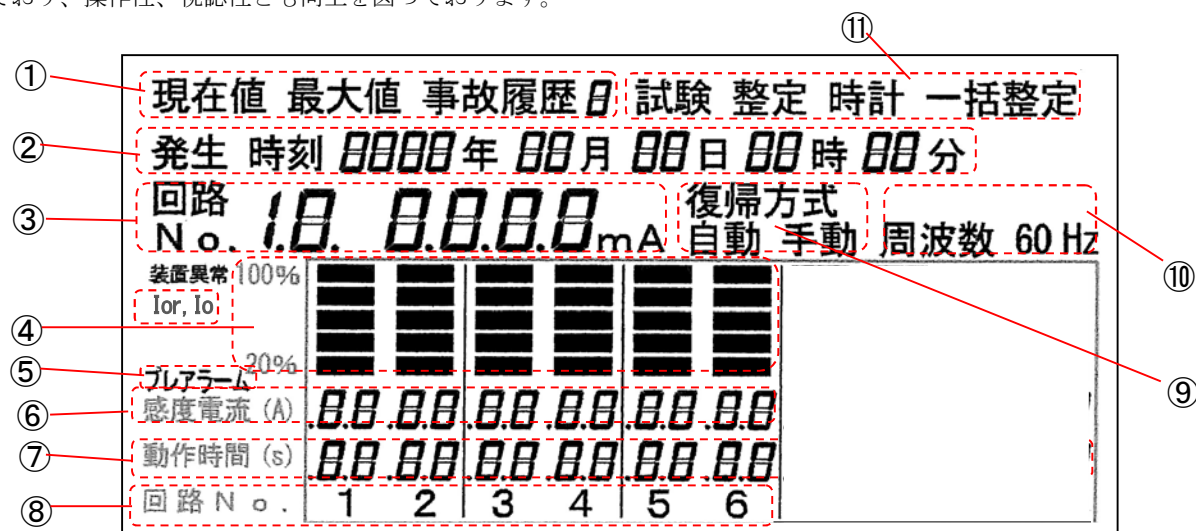 ており、操作性、視認性とも向上を図っております。
⑪
① 現在値 最大値 事故履歴 8 試験 整定 時計 一括整定
② 発生 時刻 8888 年 88 月 88 日 88 時 88 分
③ 回路 No. 1.8. 8.8.8.8 mA 復帰方式 自動 手動 周波数 60 Hz
⑩
装置異常 100%
Ior, Io
④
20%
⑤ プレアラーム
⑨
⑥ 感度電流 (A) .8.8 .8.8 .8.8 .8.8 .8.8 .8.8
⑦ 動作時間 (s) .8.8 .8.8 .8.8 .8.8 .8.8 .8.8
⑧ 回路 No. 1 2 3 4 5 6